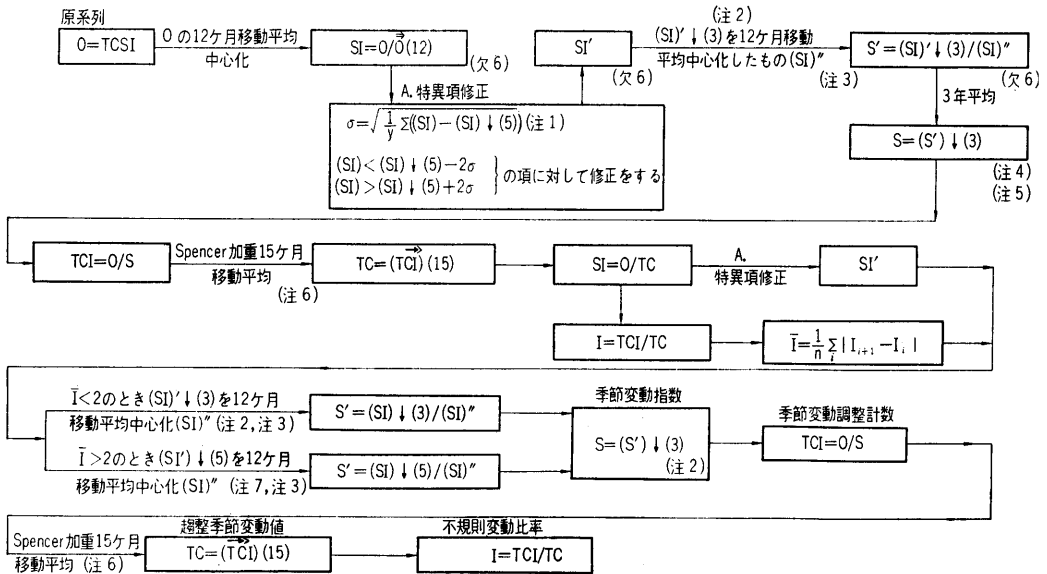 原系列
O=TCSI
Oの12ケ月移動平均
中心化
SI=O/O(12)
(欠6)
SI′
(欠6)
(注2)
(SI)′↓(3)を12ケ月移動
平均中心化したもの(SI)″
(注3)
S′=(SI)′↓(3)/(SI)″
(欠6)
A.特異項修正
σ=√1/y Σ((SI)−(SI)↓(5))(注1)
(SI)<(SI)↓(5)−2σ
(SI)>(SI)↓(5)+2σ
}の項に対して修正をする
3年平均
S=(S′)↓(3)
(注4)
(注5)
TCI=O/S
Spencer加重15ケ月
移動平均
(注6)
TC=(TCI)(15)
SI=O/TC
A.
特異項修正
SI′
I=TCI/TC
Ī=1/n Σi|Ii+1−Ii|
Ī<2のとき(SI)′↓(3)を12ケ月
移動平均中心化(SI)″(注2,注3)
S′=(SI)↓(3)/(SI)″
Ī>2のとき(SI′)↓(5)を12ケ月
移動平均中心化(SI)″(注7,注3)
S′=(SI)↓(5)/(SI)″
季節変動指数
S=(S′)↓(3)
(注2)
季節変動調整計数
TCI=O/S
Spencer加重15ケ月
移動平均(注6)
趨整季節変動値
TC=(TCI)(15)
不規則変動比率
I=TCI/TC